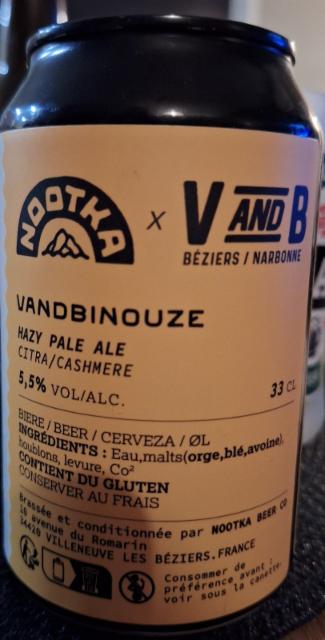 NOOTKA X V AND B
BÉZIERS / NARBONNE
VANDBINOUZE
HAZY PALE ALE
CITRA/CASHMERE
5,5% VOL/ALC. 33 CL
BIERE / BEER / CERVEZA / ØL
INGRÉDIENTS : Eau,malts(orge,blé,avoine),
houblons, levure, Co²
CONTIENT DU GLUTEN
CONSERVER AU FRAIS
Brassée et conditionnée par NOOTKA BEER CO
16 avenue du Romarin
34420 VILLENEUVE LES BÉZIERS.FRANCE
Consommer de
préférence avant :
voir sous la canette.